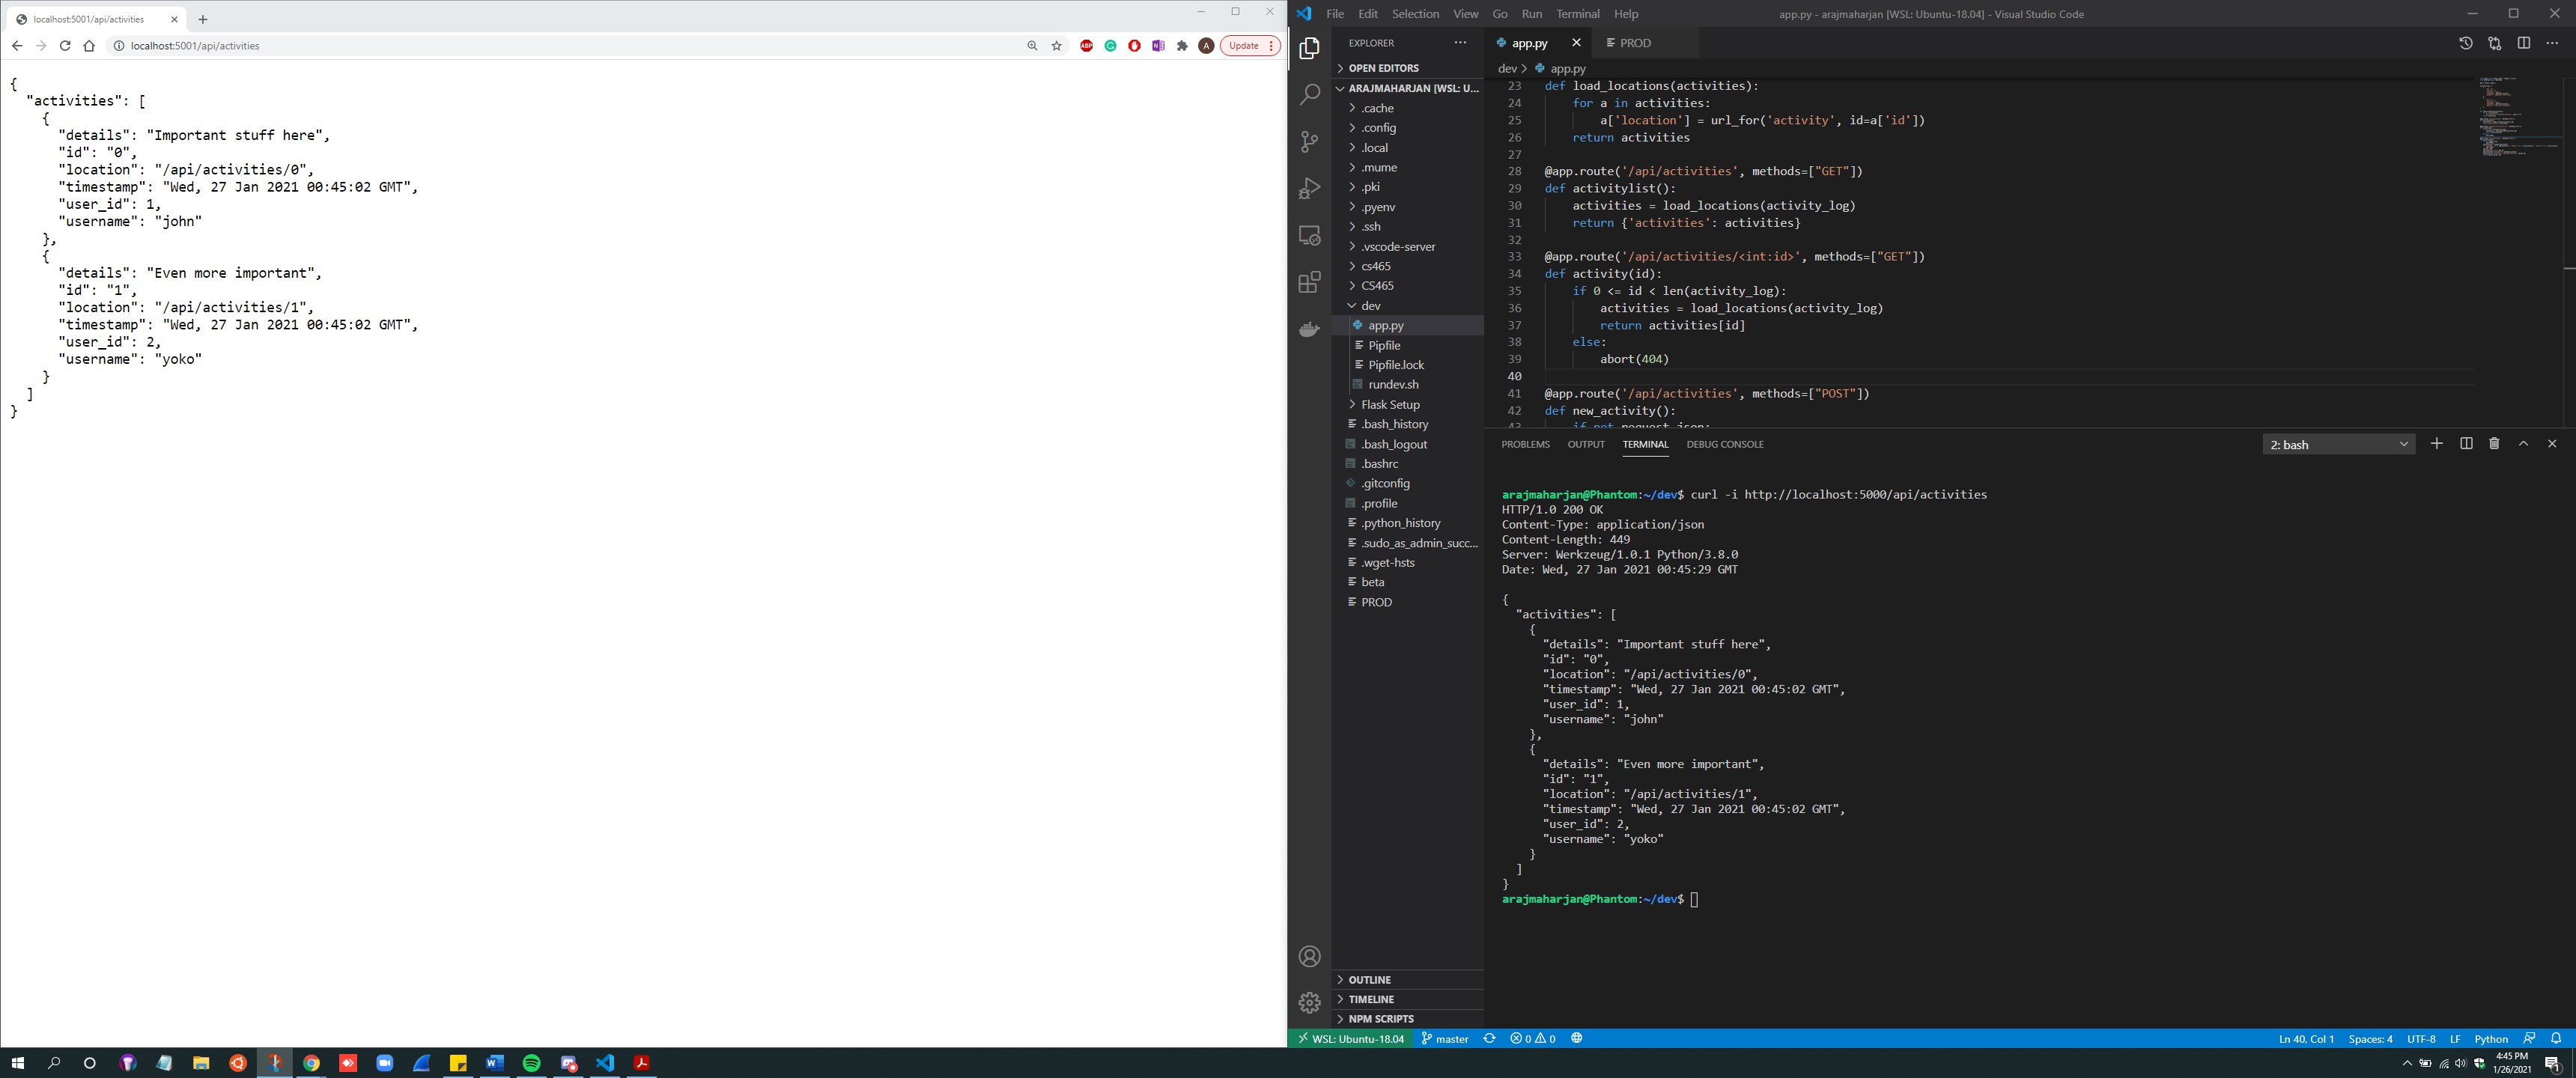 localhost:5001/api/activities
localhost:5001/api/activities
ABP
N
A
Update
{
"activities": [
{
"details": "Important stuff here",
"id": "0",
"location": "/api/activities/0",
"timestamp": "Wed, 27 Jan 2021 00:45:02 GMT",
"user_id": 1,
"username": "john"
},
{
"details": "Even more important",
"id": "1",
"location": "/api/activities/1",
"timestamp": "Wed, 27 Jan 2021 00:45:02 GMT",
"user_id": 2,
"username": "yoko"
}
]
}
File Edit Selection View Go Run Terminal Help
app.py - arajmaharjan [WSL: Ubuntu-18.04] - Visual Studio Code
EXPLORER
OPEN EDITORS
ARAJMAHARJAN [WSL: U...
.cache
.config
.local
.mume
.pki
.pyenv
.ssh
.vscode-server
cs465
CS465
dev
app.py
Pipfile
Pipfile.lock
rundev.sh
Flask Setup
.bash_history
.bash_logout
.bashrc
.gitconfig
.profile
.python_history
.sudo_as_admin_succ...
.wget-hsts
beta
PROD
OUTLINE
TIMELINE
NPM SCRIPTS
app.py
PROD
dev > app.py
23 def load_locations(activities):
24 for a in activities:
25 a['location'] = url_for('activity', id=a['id'])
26 return activities
27
28 @app.route('/api/activities', methods=["GET"])
29 def activitylist():
30 activities = load_locations(activity_log)
31 return {'activities': activities}
32
33 @app.route('/api/activities/<int:id>', methods=["GET"])
34 def activity(id):
35 if 0 <= id < len(activity_log):
36 activities = load_locations(activity_log)
37 return activities[id]
38 else:
39 abort(404)
40
41 @app.route('/api/activities', methods=["POST"])
42 def new_activity():
43 if not request.json:
PROBLEMS OUTPUT TERMINAL DEBUG CONSOLE
2: bash
arajmaharjan@Phantom:~/dev$ curl -i http://localhost:5000/api/activities
HTTP/1.0 200 OK
Content-Type: application/json
Content-Length: 449
Server: Werkzeug/1.0.1 Python/3.8.0
Date: Wed, 27 Jan 2021 00:45:29 GMT
{
"activities": [
{
"details": "Important stuff here",
"id": "0",
"location": "/api/activities/0",
"timestamp": "Wed, 27 Jan 2021 00:45:02 GMT",
"user_id": 1,
"username": "john"
},
{
"details": "Even more important",
"id": "1",
"location": "/api/activities/1",
"timestamp": "Wed, 27 Jan 2021 00:45:02 GMT",
"user_id": 2,
"username": "yoko"
}
]
}
arajmaharjan@Phantom:~/dev$
WSL: Ubuntu-18.04 master 0 0
Ln 40, Col 1 Spaces: 4 UTF-8 LF Python
4:45 PM
1/26/2021